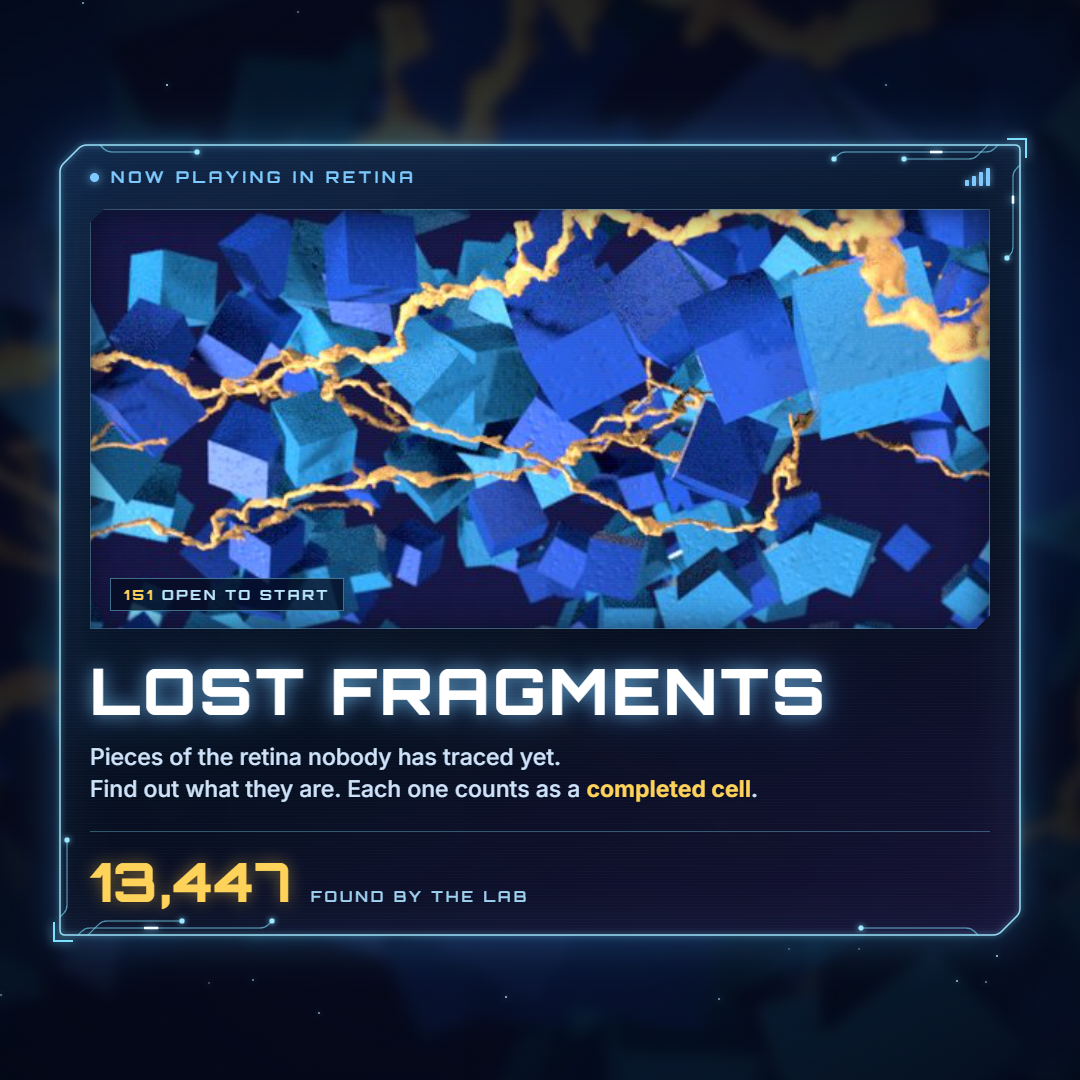 NOW PLAYING IN RETINA
151 OPEN TO START
LOST FRAGMENTS
Pieces of the retina nobody has traced yet.
Find out what they are. Each one counts as a completed cell.
13,447 FOUND BY THE LAB